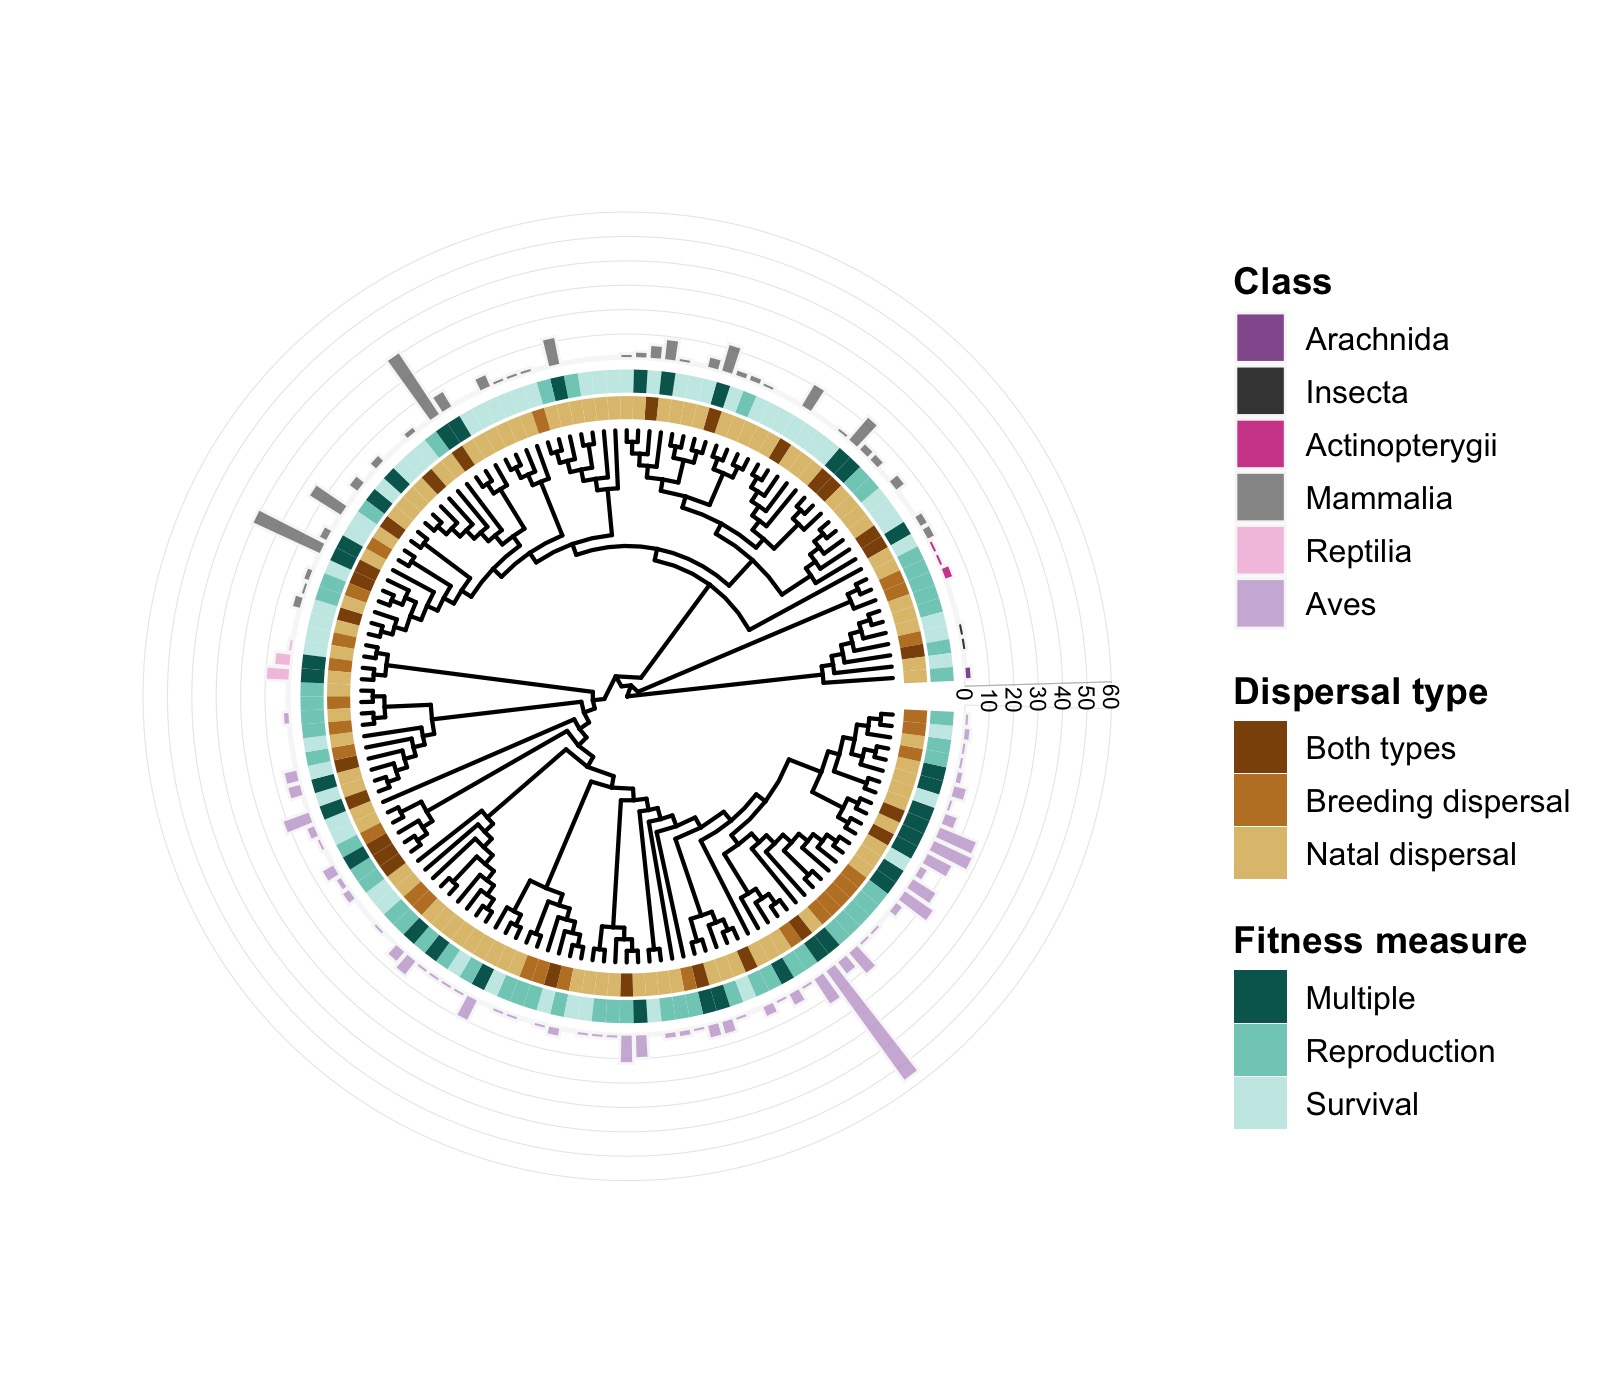 0 10 20 30 40 50 60
Class
Arachnida
Insecta
Actinopterygii
Mammalia
Reptilia
Aves
Dispersal type
Both types
Breeding dispersal
Natal dispersal
Fitness measure
Multiple
Reproduction
Survival